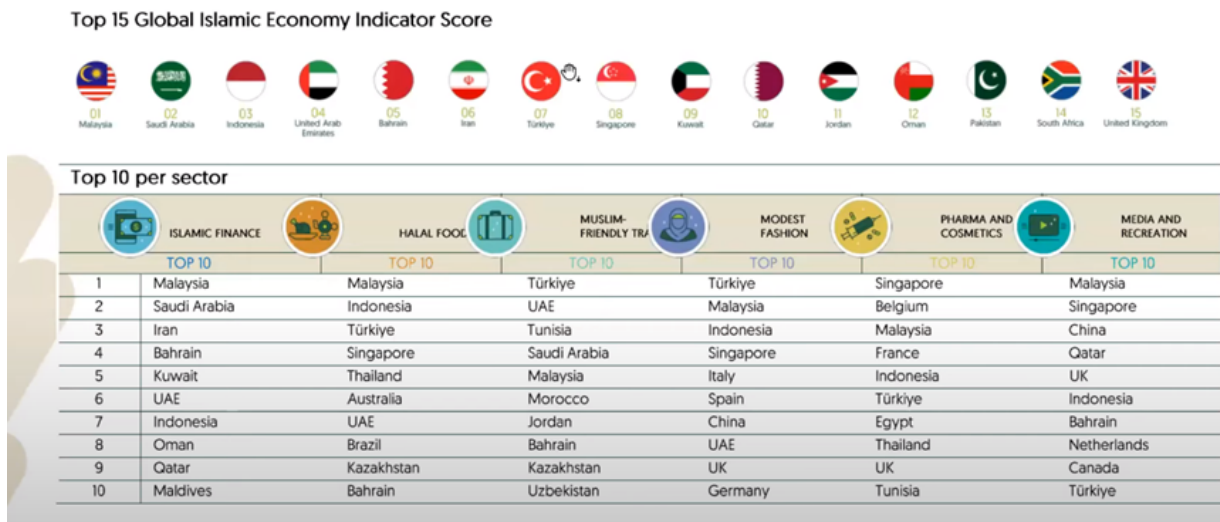 Top 15 Global Islamic Economy Indicator Score
01 02 03 04 05 06 07 08 09 10 11 12 13 14 15
Malaysia Saudi Arabia Indonesia United Arab Emirates Bahrain Iran Türkiye Singapore Kuwait Qatar Jordan Oman Pakistan South Africa United Kingdom
Top 10 per sector
ISLAMIC FINANCE HALAL FOOD MUSLIM-FRIENDLY TRA MODEST FASHION PHARMA AND COSMETICS MEDIA AND RECREATION
TOP 10 TOP 10 TOP 10 TOP 10 TOP 10 TOP 10
1 Malaysia Malaysia Türkiye Türkiye Singapore Malaysia
2 Saudi Arabia Indonesia UAE Malaysia Belgium Singapore
3 Iran Türkiye Tunisia Indonesia Malaysia China
4 Bahrain Singapore Saudi Arabia Singapore France Qatar
5 Kuwait Thailand Malaysia Italy Indonesia UK
6 UAE Australia Morocco Spain Türkiye Indonesia
7 Indonesia UAE Jordan China Egypt Bahrain
8 Oman Brazil Bahrain UAE Thailand Netherlands
9 Qatar Kazakhstan Kazakhstan UK UK Canada
10 Maldives Bahrain Uzbekistan Germany Tunisia Türkiye